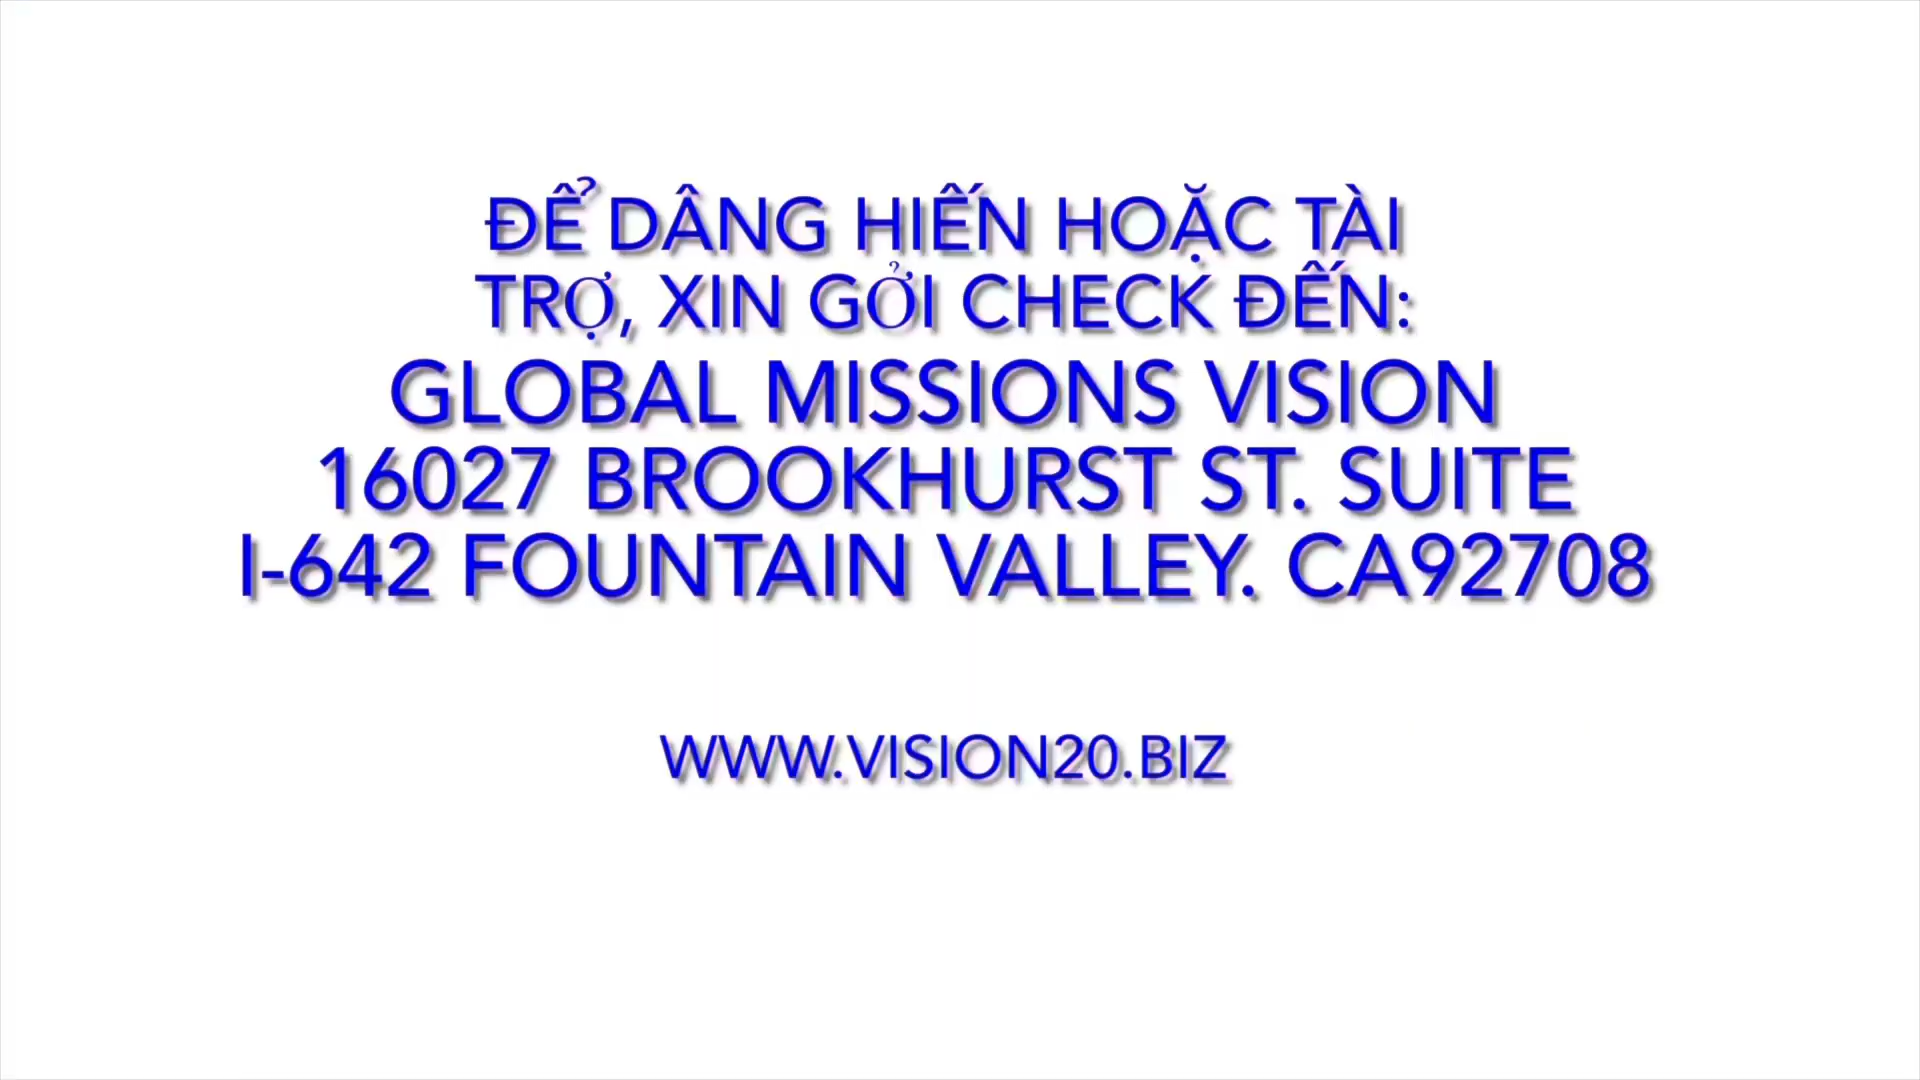 ĐỂ DÂNG HIẾN HOẶC TÀI
TRỢ, XIN GỞI CHECK ĐẾN:
GLOBAL MISSIONS VISION
16027 BROOKHURST ST. SUITE
I-642 FOUNTAIN VALLEY. CA92708
WWW.VISION20.BIZ